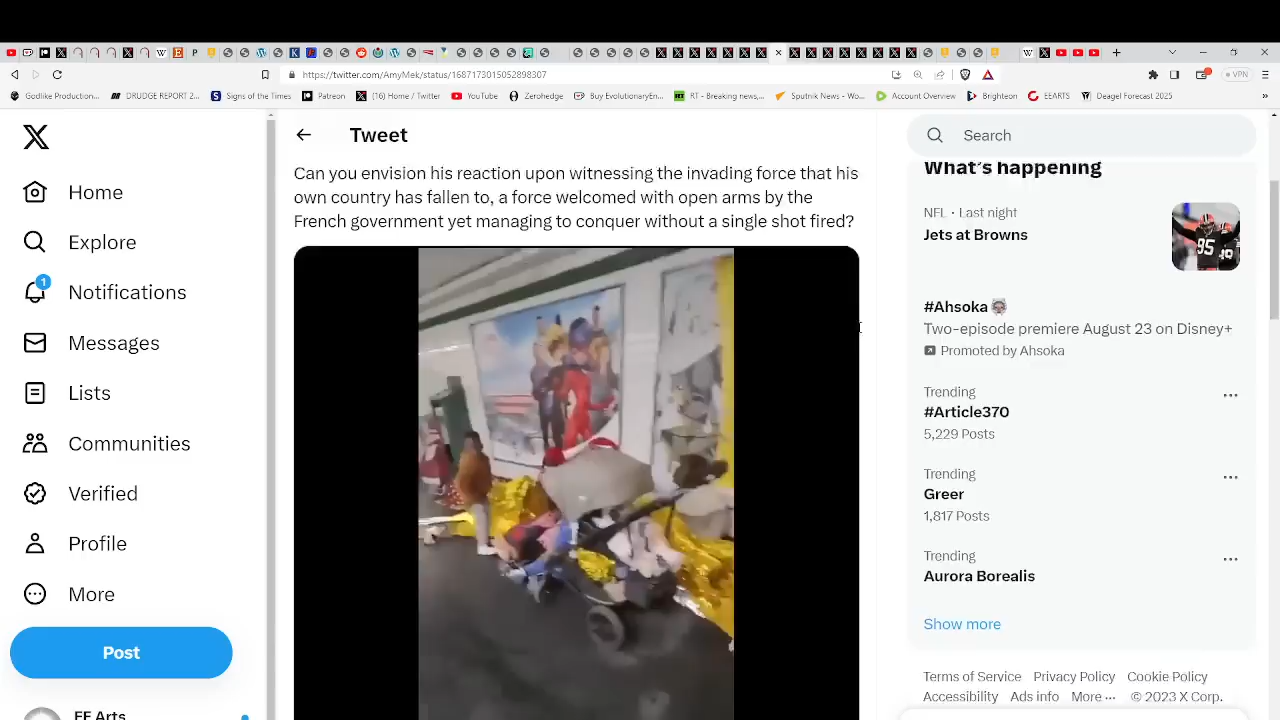 https://twitter.com/AmyMek/status/1687173015052898307
VPN
Godlike Production...
DRUDGE REPORT 2...
Signs of the Times
Patreon
(16) Home / Twitter
YouTube
Zerohedge
Buy EvolutionaryEn...
RT - Breaking news,...
Sputnik News - Wo...
Account Overview
Brighteon
EEARTS
Deagel Forecast 2025
Home
Explore
1
Notifications
Messages
Lists
Communities
Verified
Profile
More
Post
EE Arts
Tweet
Can you envision his reaction upon witnessing the invading force that his
own country has fallen to, a force welcomed with open arms by the
French government yet managing to conquer without a single shot fired?
Search
What's happening
NFL · Last night
Jets at Browns
#Ahsoka
Two-episode premiere August 23 on Disney+
Promoted by Ahsoka
Trending
#Article370
5,229 Posts
Trending
Greer
1,817 Posts
Trending
Aurora Borealis
Show more
Terms of Service Privacy Policy Cookie Policy
Accessibility Ads info More ··· © 2023 X Corp.